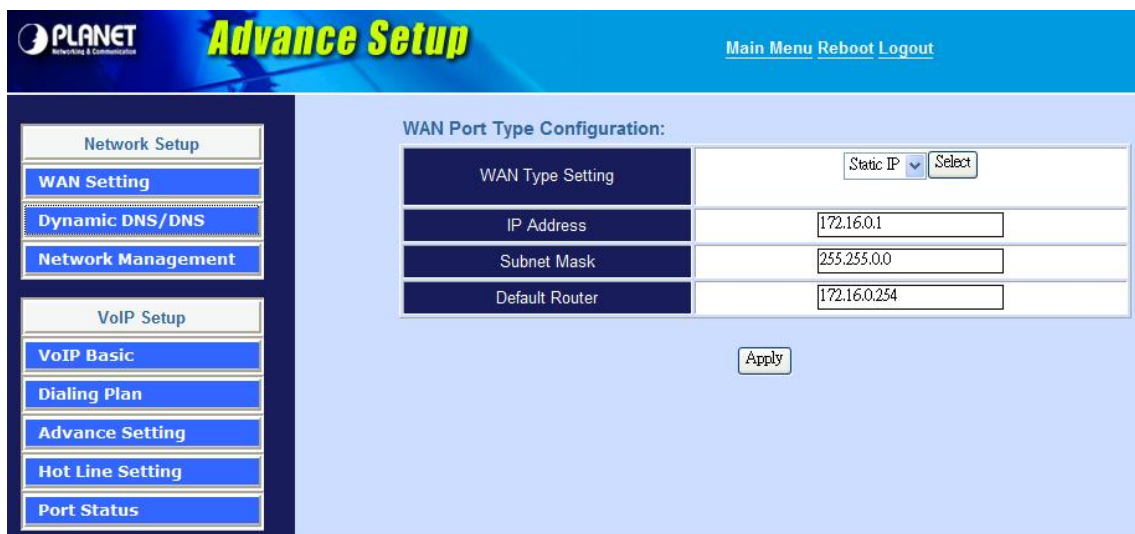 PLANET
Networking & Communication
Advance Setup
Main Menu Reboot Logout
Network Setup
WAN Setting
Dynamic DNS/DNS
Network Management
VoIP Setup
VoIP Basic
Dialing Plan
Advance Setting
Hot Line Setting
Port Status
WAN Port Type Configuration:
WAN Type Setting Static IP Select
IP Address 172.16.0.1
Subnet Mask 255.255.0.0
Default Router 172.16.0.254
Apply